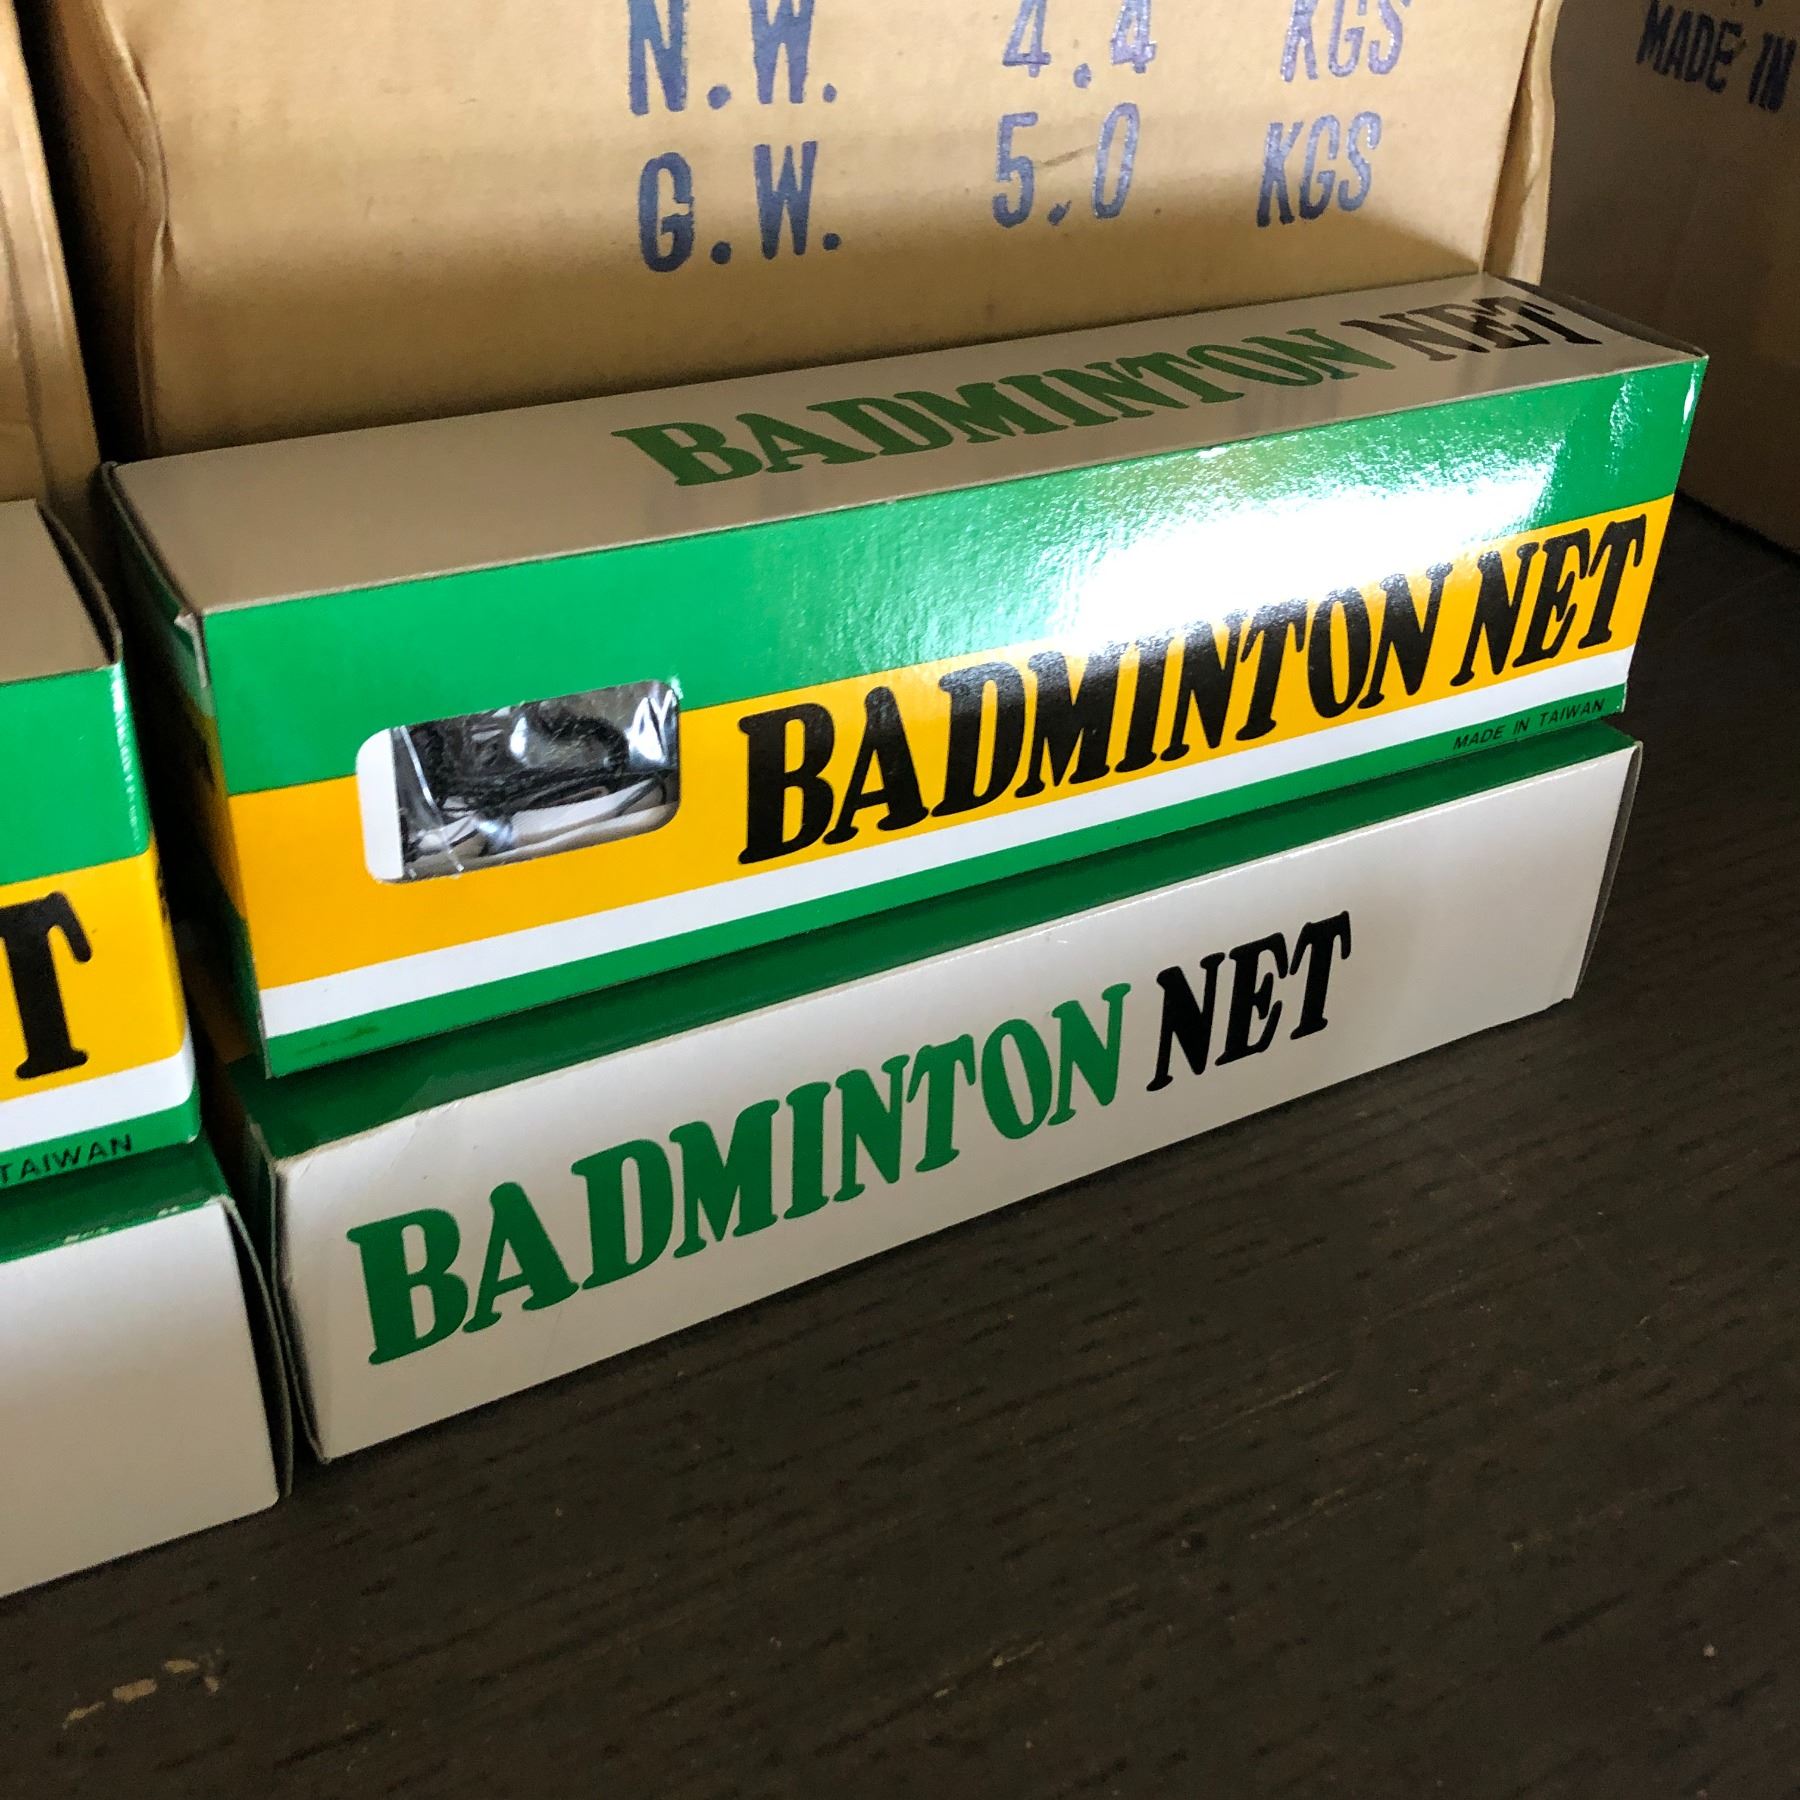 N.W. 4.4 KGS
G.W. 5.0 KGS
MADE IN
BADMINTON NET
BADMINTON NET
MADE IN TAIWAN
BADMINTON NET
T
TAIWAN